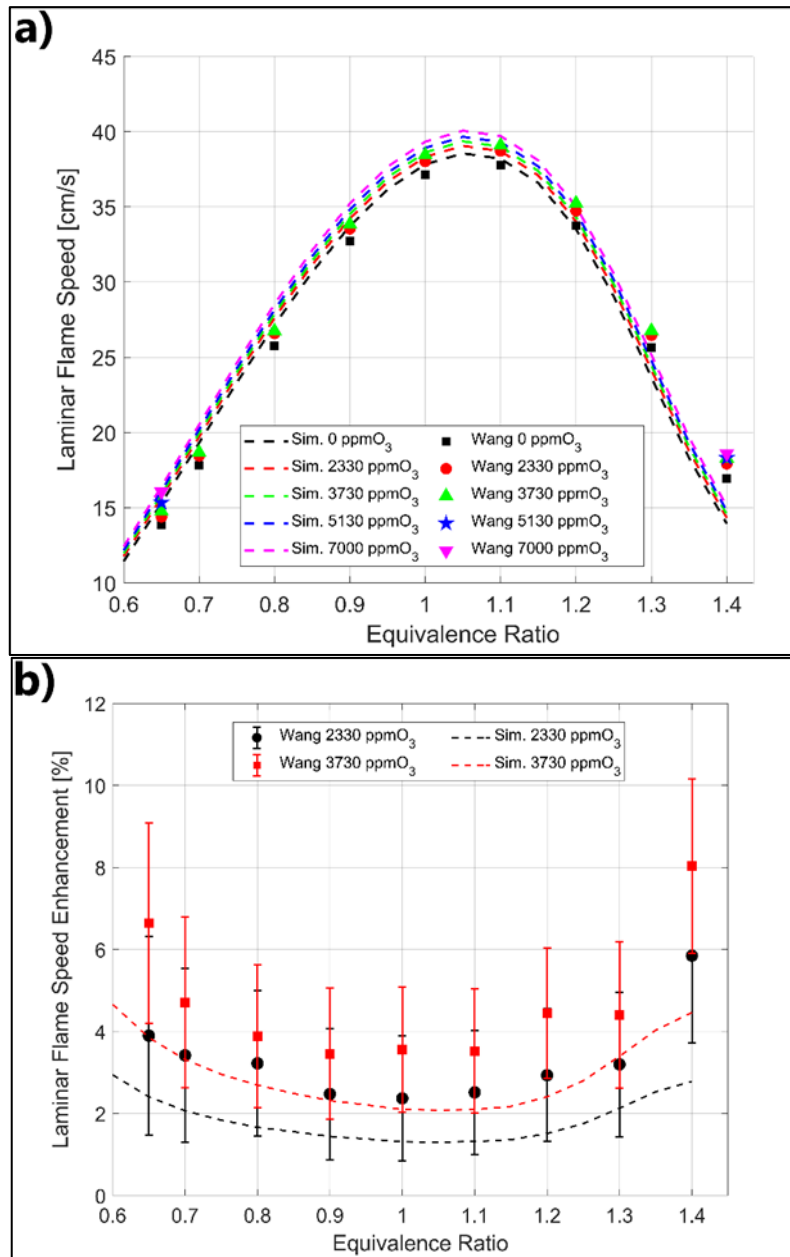 a)
45
40
35
30
25
20
15
10
Laminar Flame Speed [cm/s]
Sim. 0 ppmO₃
Sim. 2330 ppmO₃
Sim. 3730 ppmO₃
Sim. 5130 ppmO₃
Sim. 7000 ppmO₃
Wang 0 ppmO₃
Wang 2330 ppmO₃
Wang 3730 ppmO₃
Wang 5130 ppmO₃
Wang 7000 ppmO₃
0.6 0.7 0.8 0.9 1 1.1 1.2 1.3 1.4
Equivalence Ratio
b)
12
10
8
6
4
2
0
Laminar Flame Speed Enhancement [%]
Wang 2330 ppmO₃
Wang 3730 ppmO₃
Sim. 2330 ppmO₃
Sim. 3730 ppmO₃
0.6 0.7 0.8 0.9 1 1.1 1.2 1.3 1.4
Equivalence Ratio